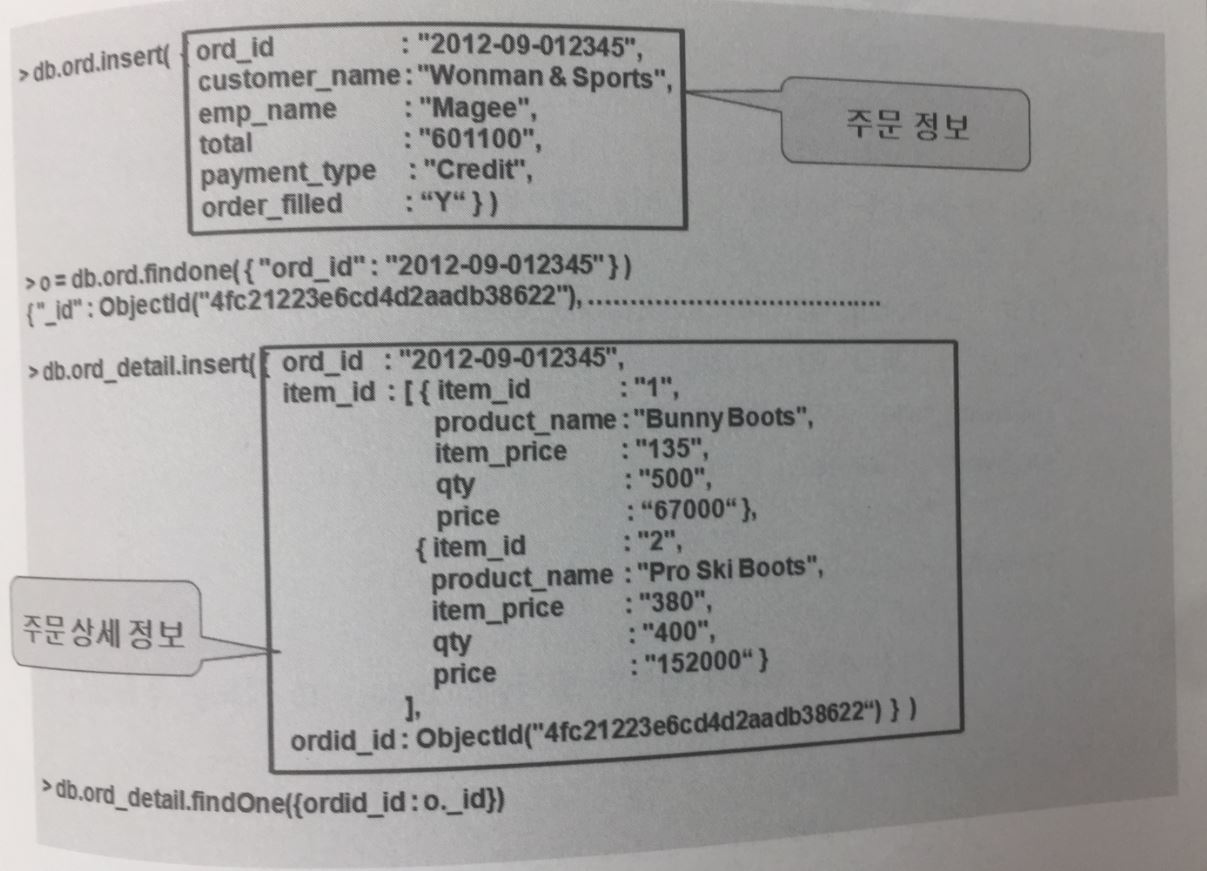 > db.ord.insert( { ord_id : "2012-09-012345",
customer_name : "Wonman & Sports",
emp_name : "Magee",
total : "601100",
payment_type : "Credit",
order_filled : “Y“ } )
주문 정보
> o = db.ord.findone( { "ord_id" : "2012-09-012345" } )
{"_id" : ObjectId("4fc21223e6cd4d2aadb38622"), ....................................
> db.ord_detail.insert( { ord_id : "2012-09-012345",
item_id : [ { item_id : "1",
product_name : "Bunny Boots",
item_price : "135",
qty : "500",
price : “67000“ },
{ item_id : "2",
product_name : "Pro Ski Boots",
item_price : "380",
qty : "400",
price : "152000“ }
],
ordid_id : ObjectId("4fc21223e6cd4d2aadb38622“) } )
주문상세 정보
> db.ord_detail.findOne({ordid_id : o._id})